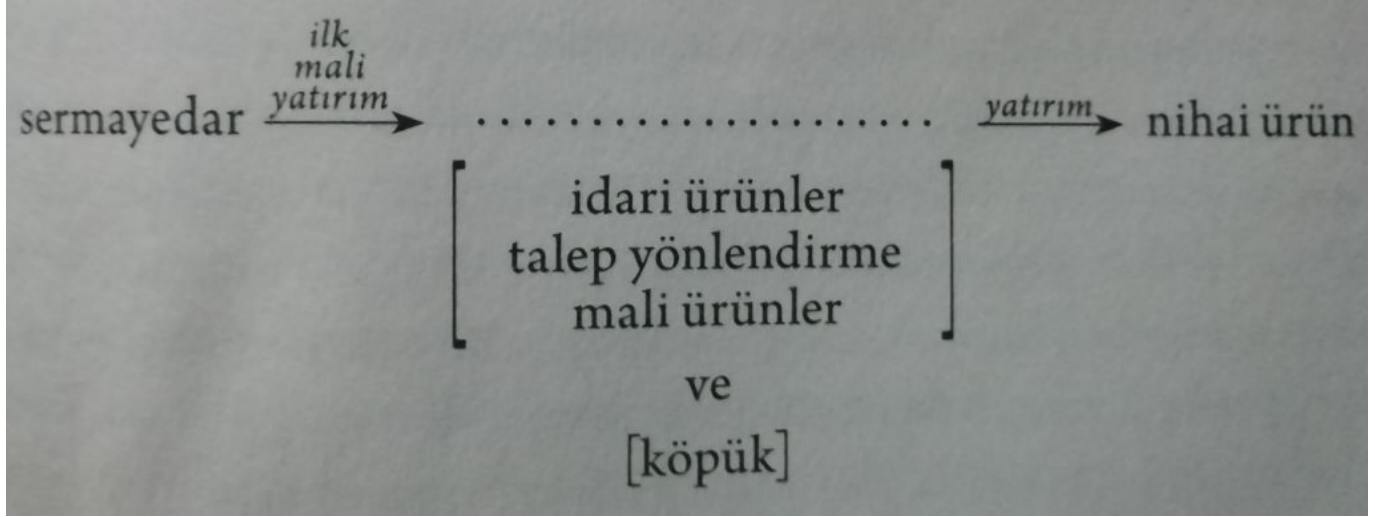 ilk
mali
yatırım
sermayedar
......................
yatırım
nihai ürün
idari ürünler
talep yönlendirme
mali ürünler
ve
[köpük]